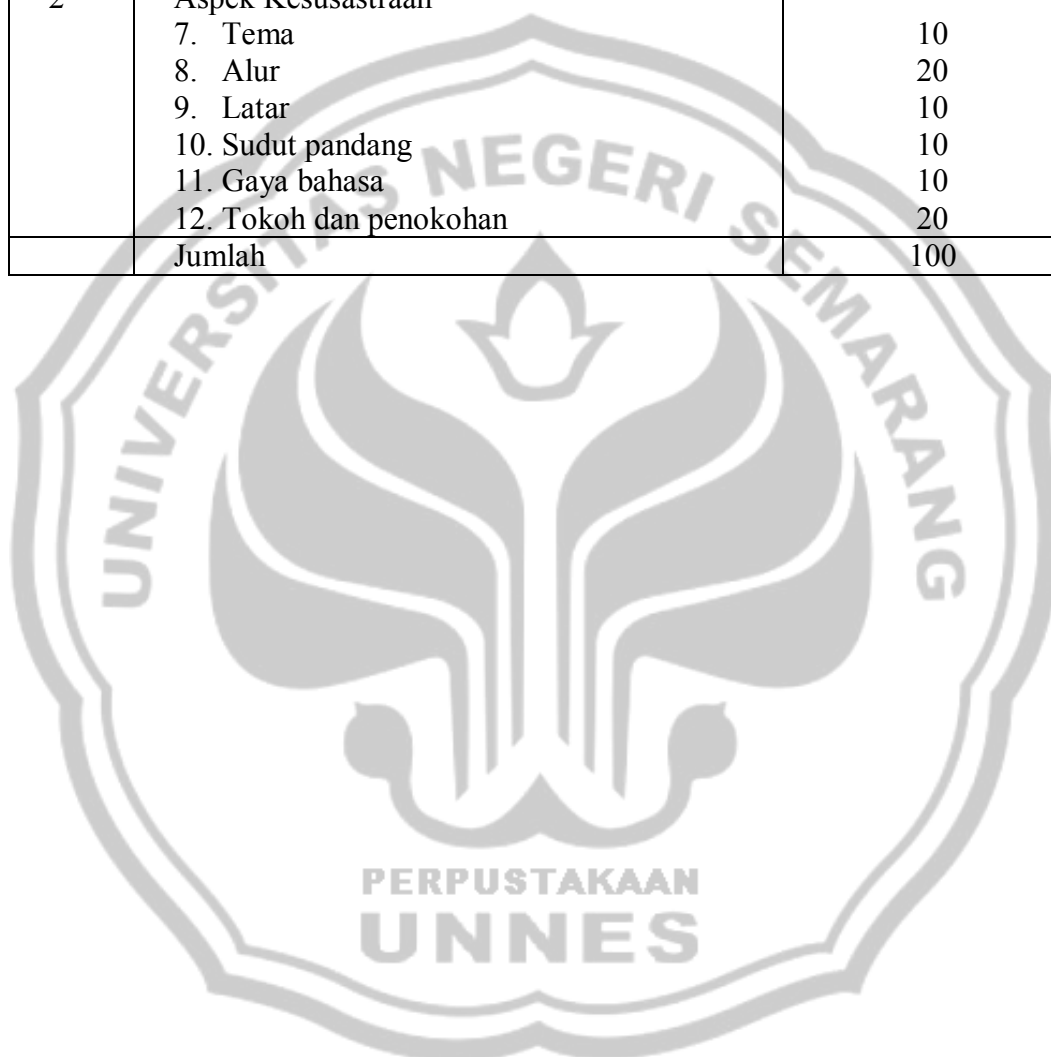 2 Aspek Kesusastraan
7. Tema 10
8. Alur 20
9. Latar 10
10. Sudut pandang 10
11. Gaya bahasa 10
12. Tokoh dan penokohan 20
Jumlah 100
UNIVERSITAS NEGERI SEMARANG
PERPUSTAKAAN
UNNES